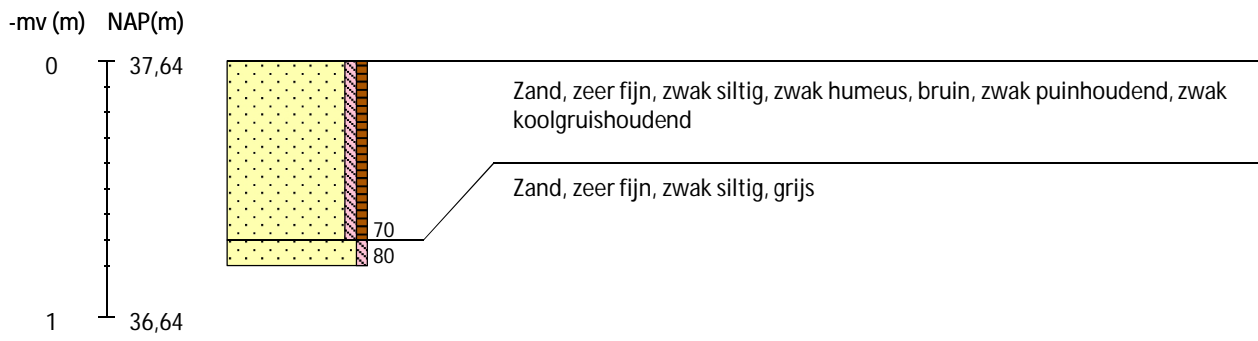 -mv (m) NAP(m)
0 37,64
Zand, zeer fijn, zwak siltig, zwak humeus, bruin, zwak puinhoudend, zwak
koolgruishoudend
Zand, zeer fijn, zwak siltig, grijs
70
80
1 36,64